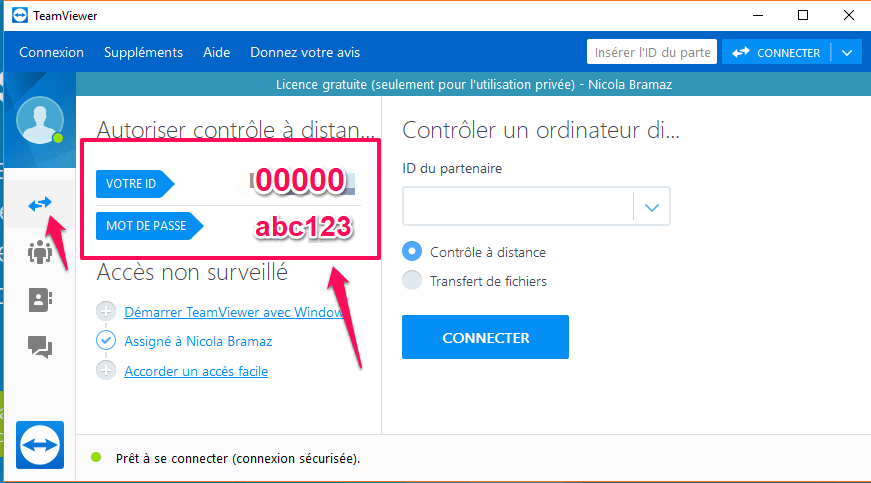 TeamViewer
Connexion Suppléments Aide Donnez votre avis
Insérer l'ID du parte
CONNECTER
Licence gratuite (seulement pour l'utilisation privée) - Nicola Bramaz
Autoriser contrôle à distan...
VOTRE ID 00000
MOT DE PASSE abc123
Accès non surveillé
Démarrer TeamViewer avec Window
Assigné à Nicola Bramaz
Accorder un accès facile
Contrôler un ordinateur di...
ID du partenaire
Contrôle à distance
Transfert de fichiers
CONNECTER
Prêt à se connecter (connexion sécurisée).